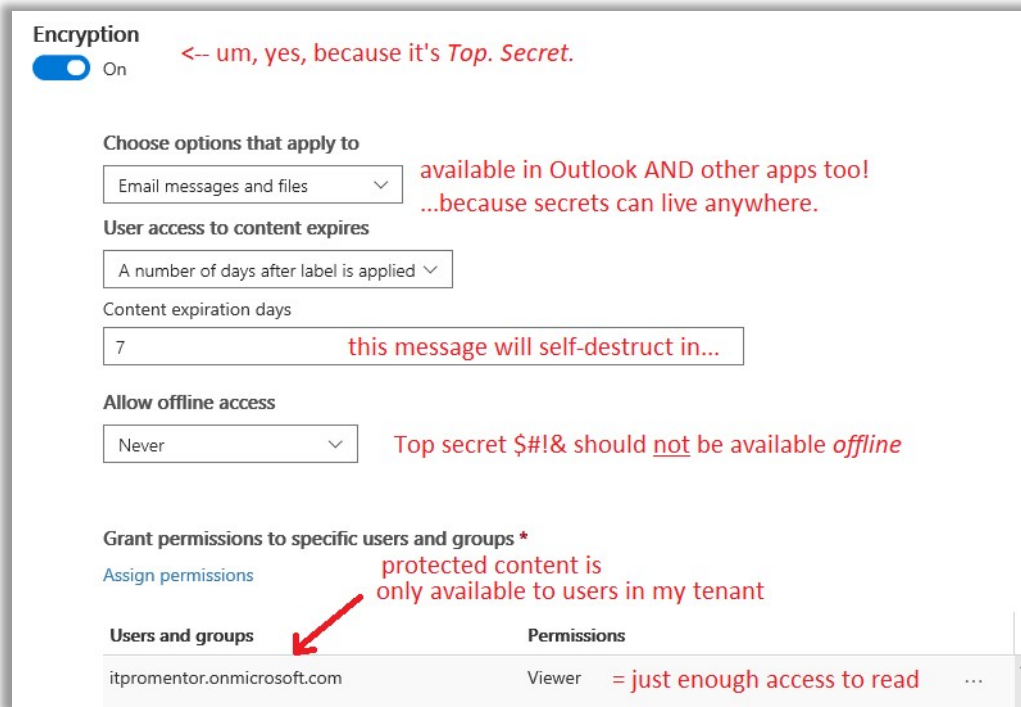 Encryption
On <-- um, yes, because it's Top. Secret.
Choose options that apply to
Email messages and files
available in Outlook AND other apps too!
...because secrets can live anywhere.
User access to content expires
A number of days after label is applied
Content expiration days
7 this message will self-destruct in...
Allow offline access
Never Top secret $#!& should not be available offline
Grant permissions to specific users and groups *
Assign permissions
protected content is
only available to users in my tenant
Users and groups Permissions
itpromentor.onmicrosoft.com Viewer = just enough access to read ...